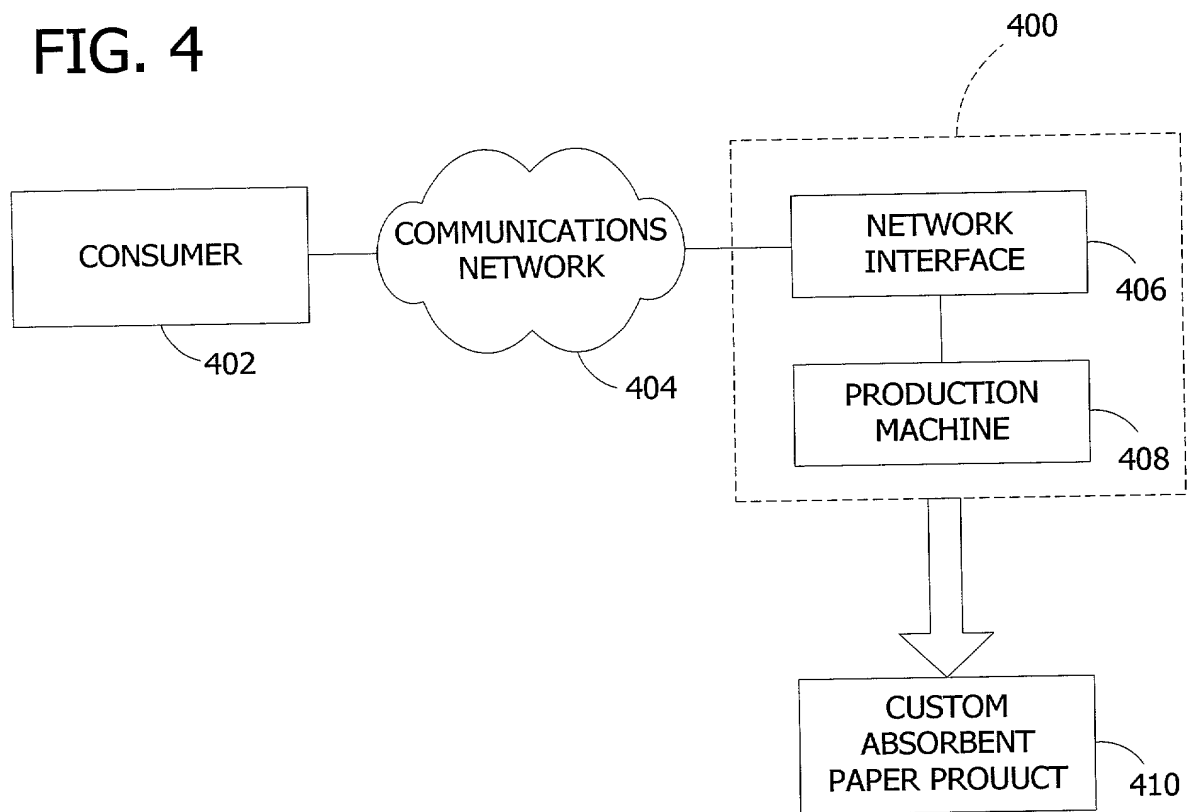 FIG. 4
400
CONSUMER
402
COMMUNICATIONS
NETWORK
404
NETWORK
INTERFACE
406
PRODUCTION
MACHINE
408
CUSTOM
ABSORBENT
PAPER PROUUCT
410